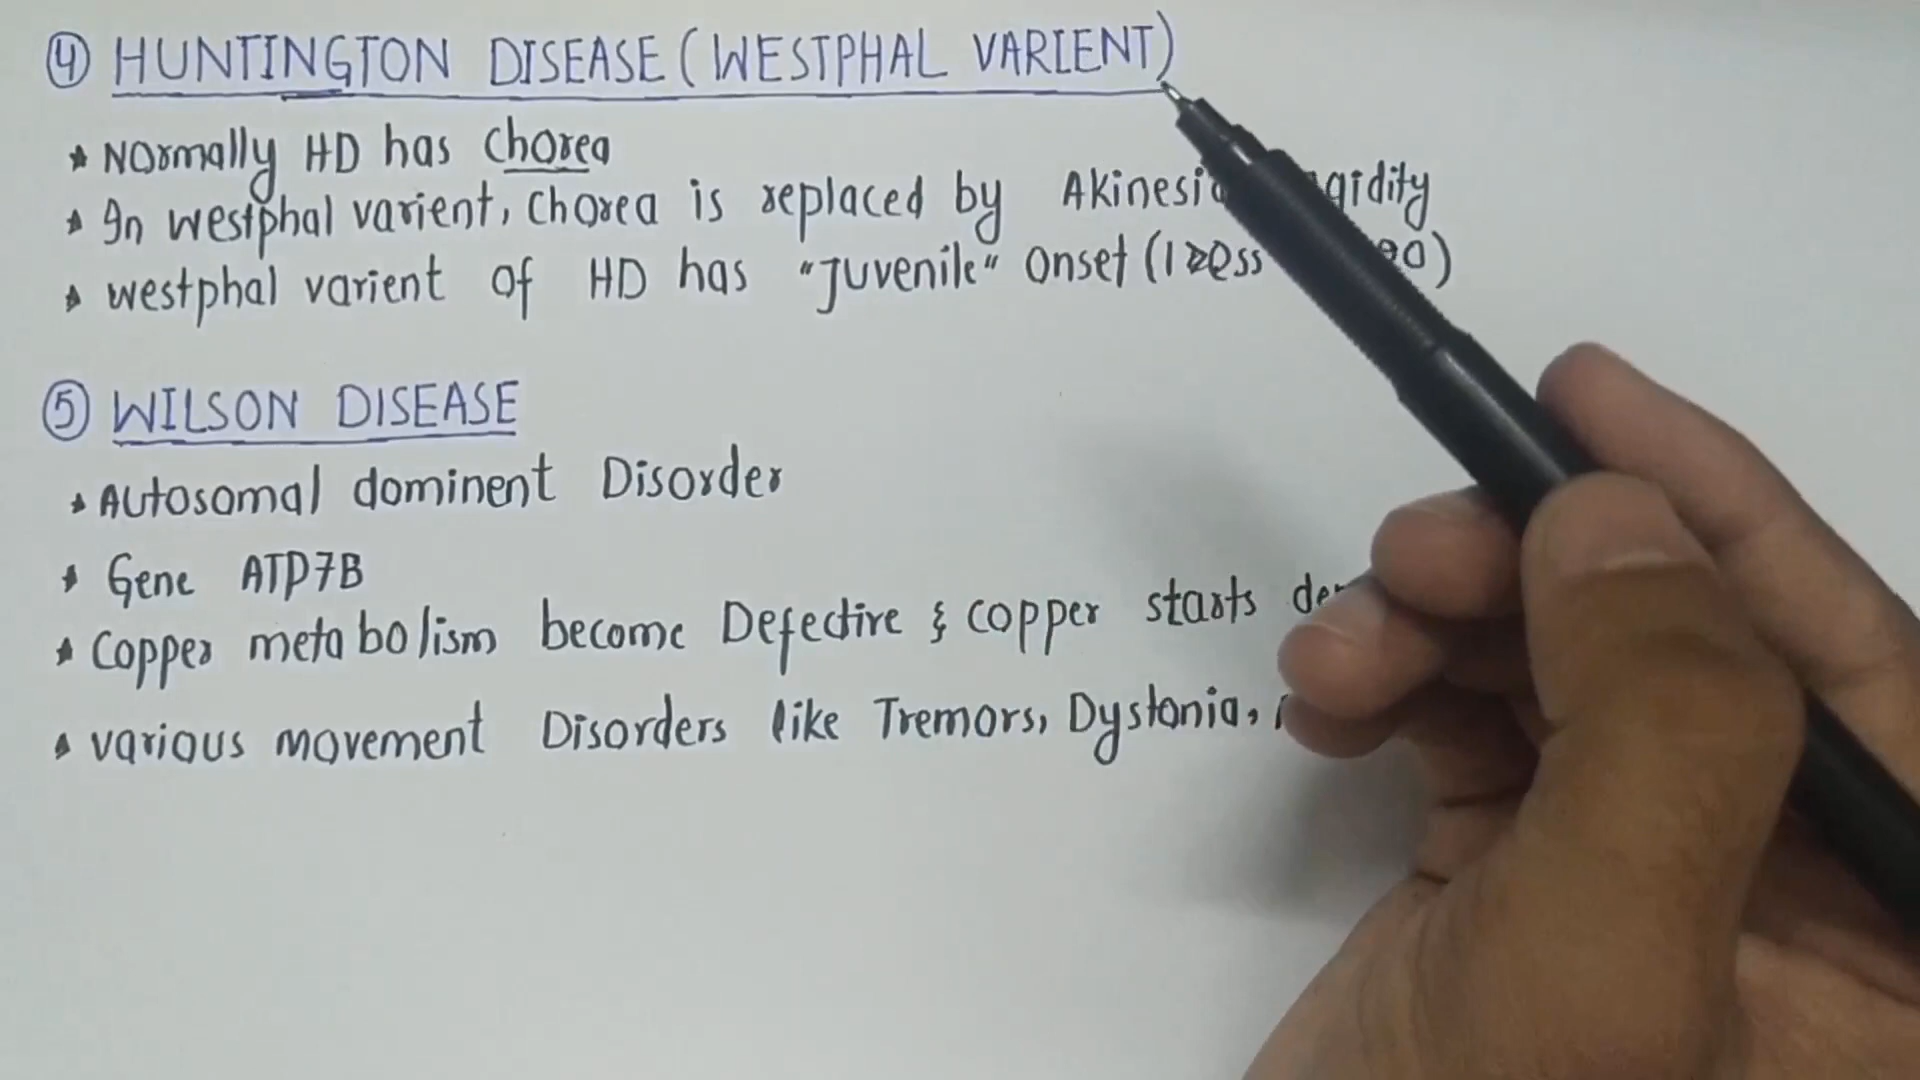 ④ HUNTINGTON DISEASE (WESTPHAL VARIENT)
* Normally HD has chorea
* In westphal varient, chorea is replaced by Akinesia
* westphal varient of HD has "Juvenile" Onset
⑤ WILSON DISEASE
* Autosomal dominent Disorder
* Gene ATP7B
* Copper metabolism become Defective & copper starts
* various movement Disorders like Tremors, Dystonia,